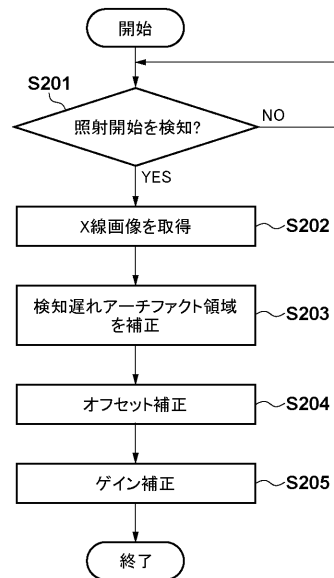 開始
S201
照射開始を検知?
NO
YES
X線画像を取得
S202
検知遅れアーチファクト領域
を補正
S203
オフセット補正
S204
ゲイン補正
S205
終了